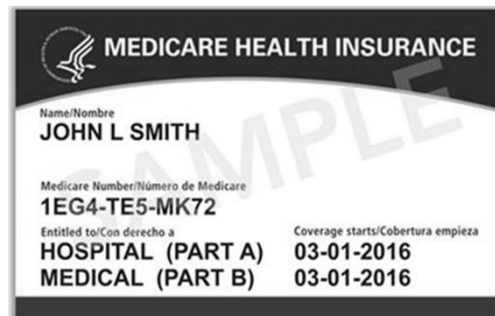 MEDICARE HEALTH INSURANCE
Name/Nombre
JOHN L SMITH
Medicare Number/Número de Medicare
1EG4-TE5-MK72
Entitled to/Con derecho a Coverage starts/Cobertura empieza
HOSPITAL (PART A) 03-01-2016
MEDICAL (PART B) 03-01-2016
SAMPLE